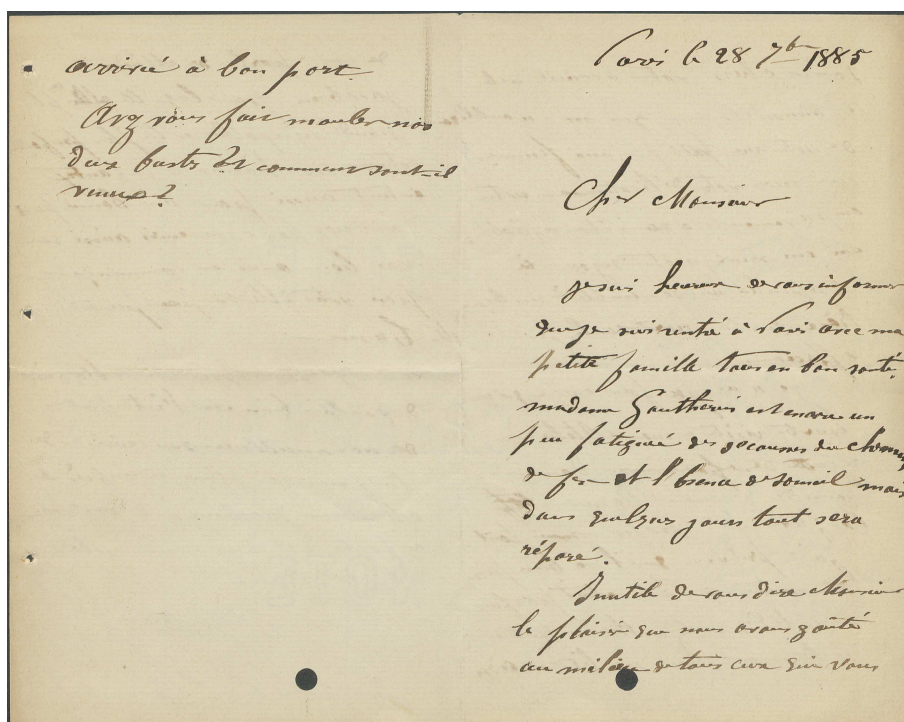 arrivé à bon port.
Avez vous fait mouler nos
deux busts? et comment sont-il
venus?
Paris le 28 7bre 1885
Cher Monsieur
je suis heureux de vous informer
que je suis rentré à Paris avec ma
petite famille tous en bon santé.
madame Gautherin est encore un
peu fatiguée des secousses du chemin
de fer et l'absence de someil mais
dans quelques jours tout sera
réparé.
Inutile de vous dire Monsieur
le plaisir que nous avons goûté
au milieu de tous ceux qui vous